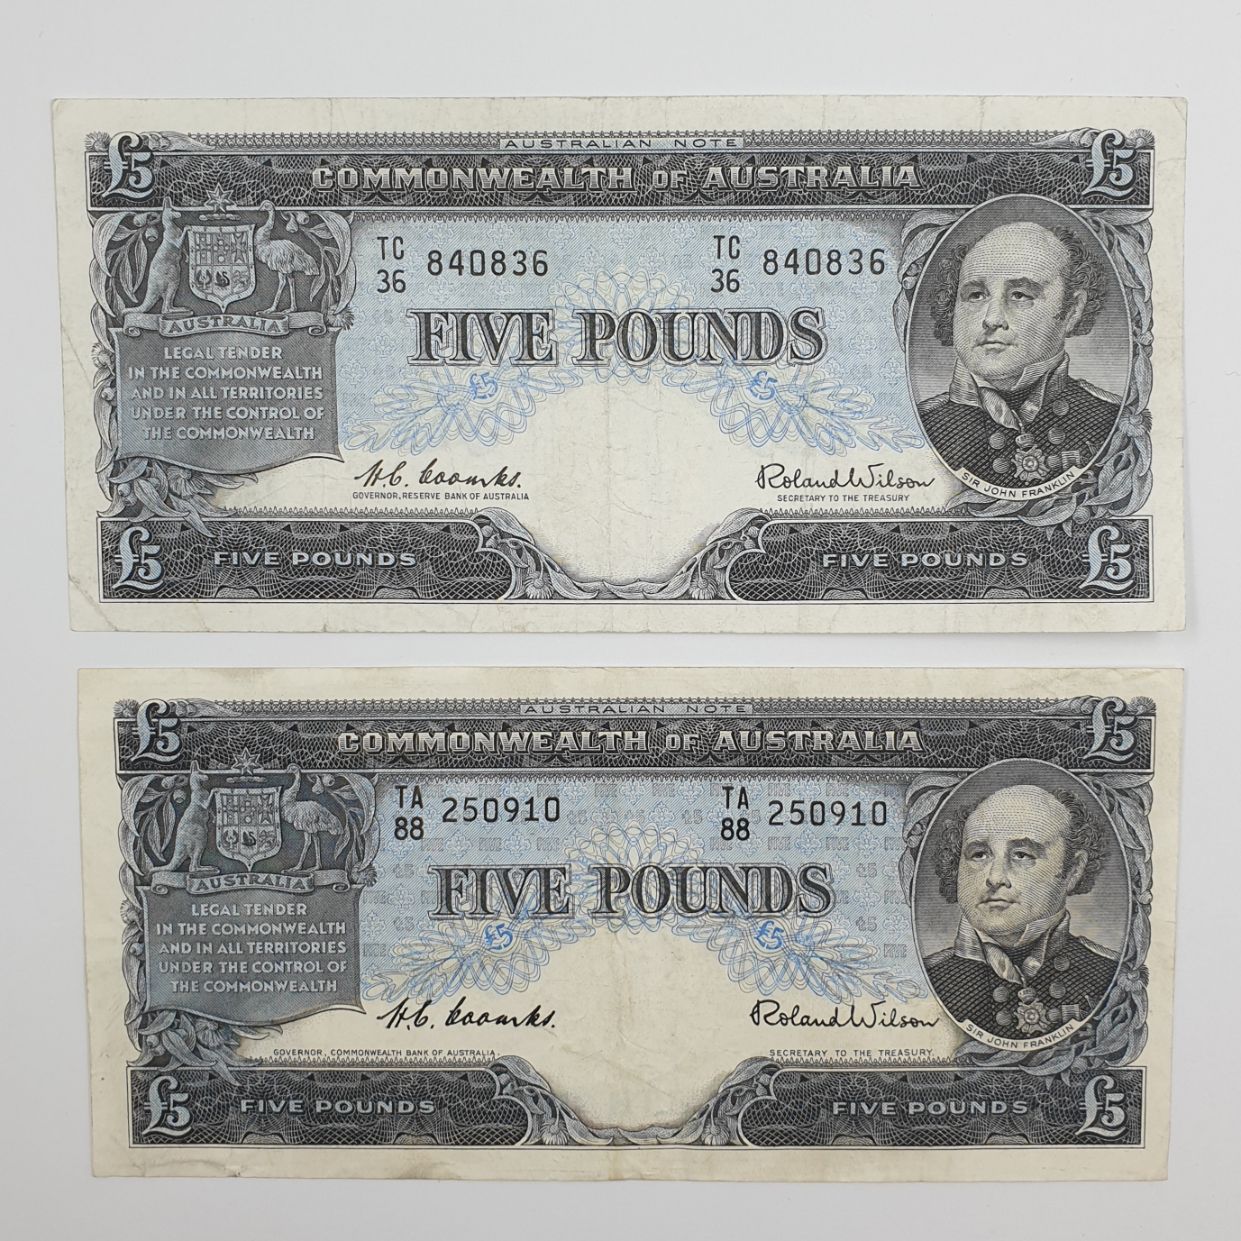 AUSTRALIAN NOTE
£5 COMMONWEALTH OF AUSTRALIA £5
TC 36 840836 TC 36 840836
FIVE POUNDS
AUSTRALIA
LEGAL TENDER
IN THE COMMONWEALTH
AND IN ALL TERRITORIES
UNDER THE CONTROL OF
THE COMMONWEALTH
£5 £5
H.C. Coombs. Roland Wilson
GOVERNOR, RESERVE BANK OF AUSTRALIA SECRETARY TO THE TREASURY
SIR JOHN FRANKLIN
£5 FIVE POUNDS FIVE POUNDS £5
AUSTRALIAN NOTE
£5 COMMONWEALTH OF AUSTRALIA £5
TA 88 250910 TA 88 250910
FIVE POUNDS
AUSTRALIA
LEGAL TENDER
IN THE COMMONWEALTH
AND IN ALL TERRITORIES
UNDER THE CONTROL OF
THE COMMONWEALTH
£5 £5
H.C. Coombs. Roland Wilson
GOVERNOR, COMMONWEALTH BANK OF AUSTRALIA. SECRETARY TO THE TREASURY.
SIR JOHN FRANKLIN
£5 FIVE POUNDS FIVE POUNDS £5